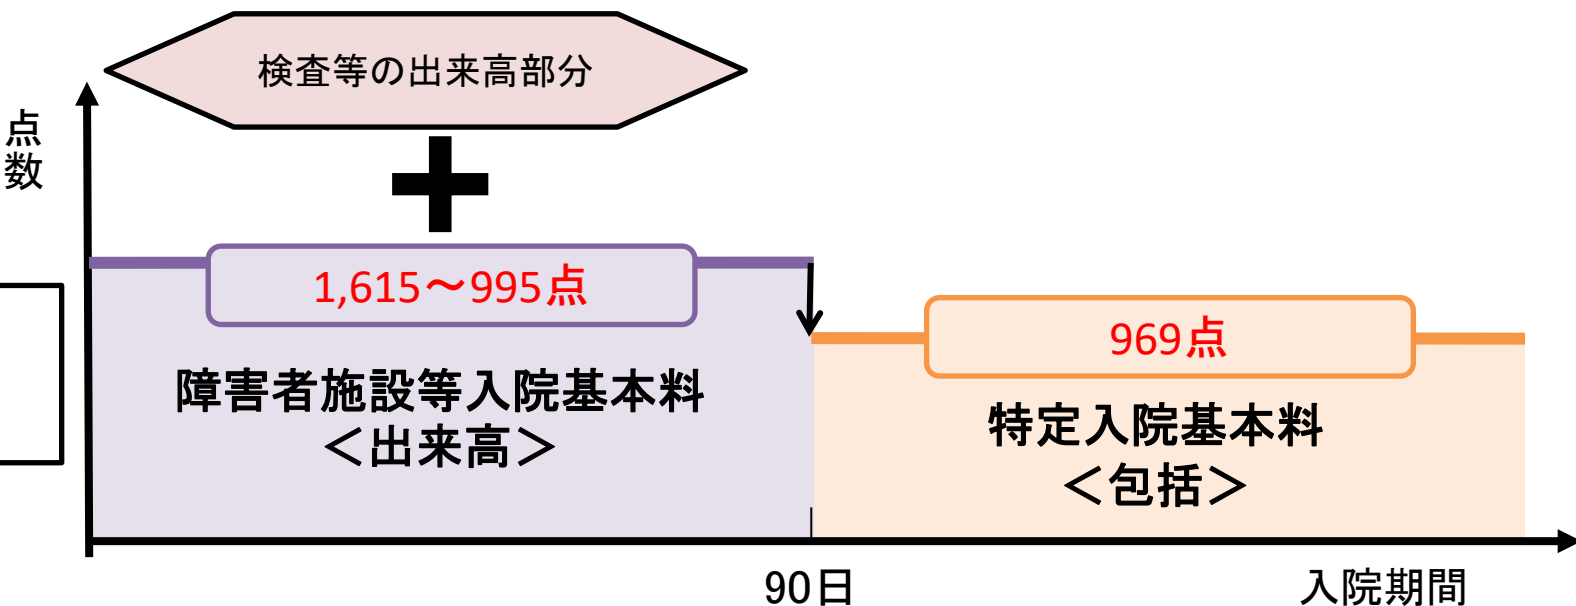 検査等の出来高部分
点
数
1,615～995点
969点
障害者施設等入院基本料
＜出来高＞
特定入院基本料
＜包括＞
90日
入院期間